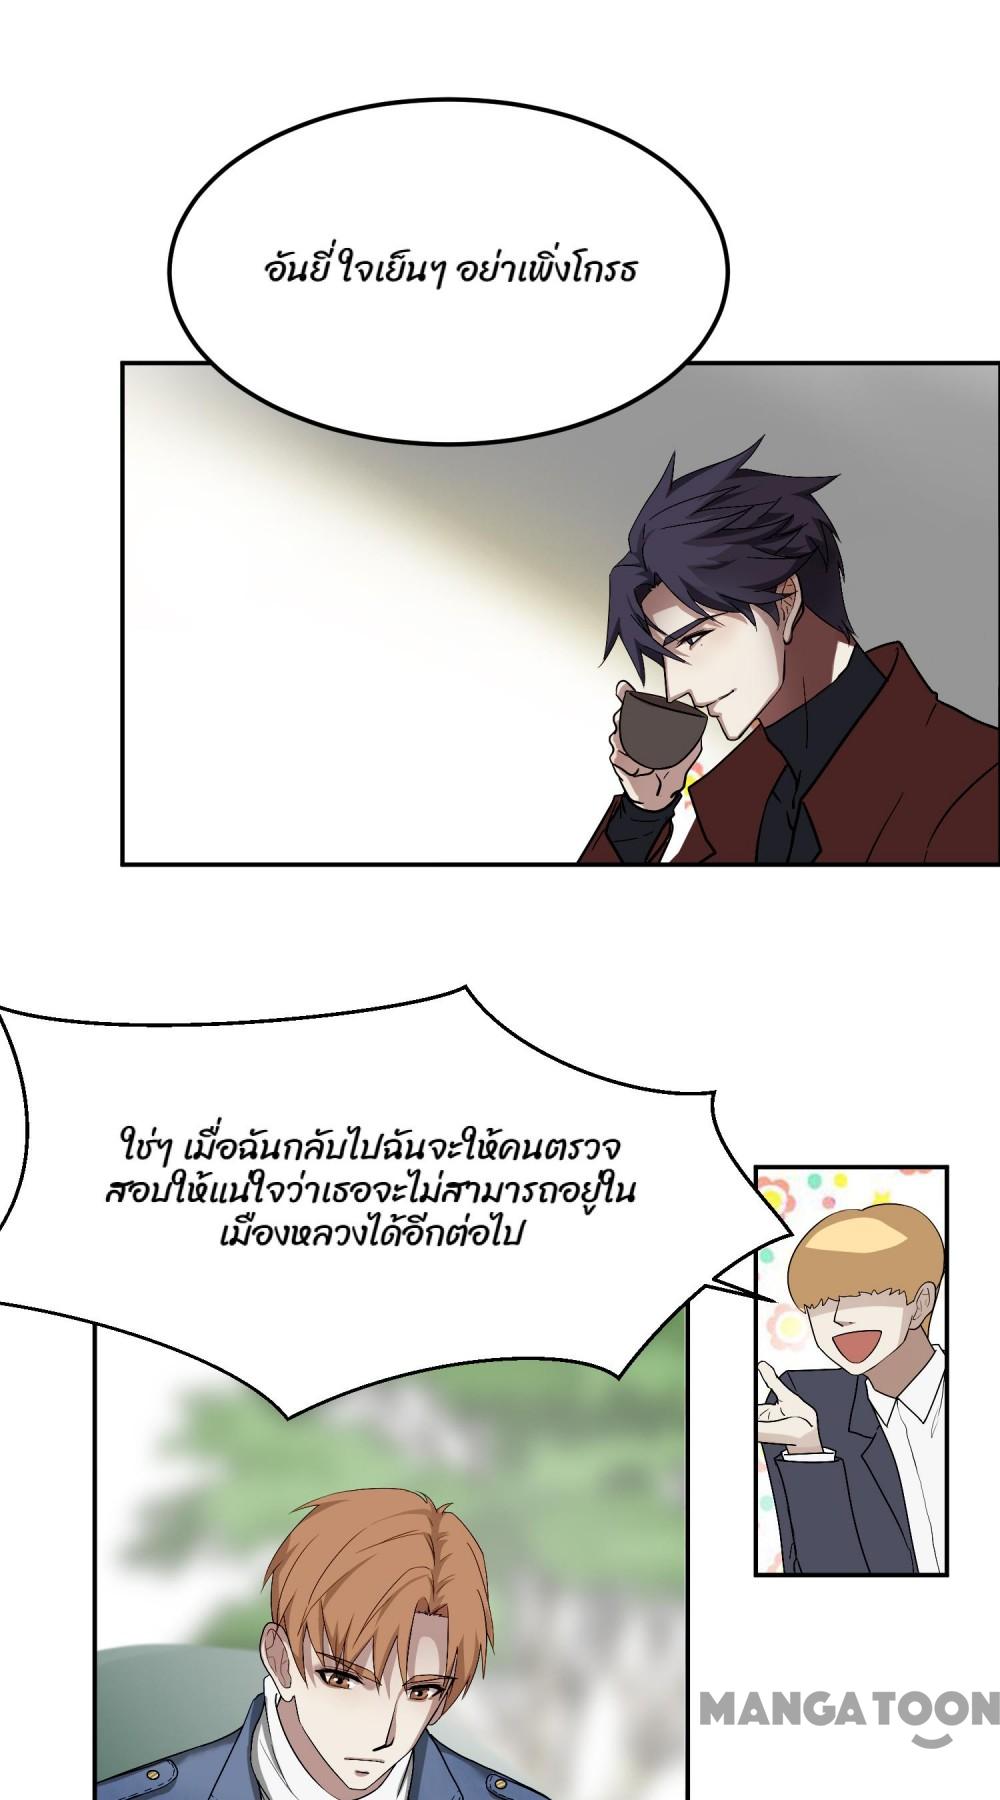 อันยี่ ใจเย็นๆ อย่าเพิ่งโกรธ
ใช่ๆ เมื่อฉันกลับไปฉันจะให้คนตรวจ
สอบให้แน่ใจว่าเธอจะไม่สามารถอยู่ใน
เมืองหลวงได้อีกต่อไป
MANGATOON